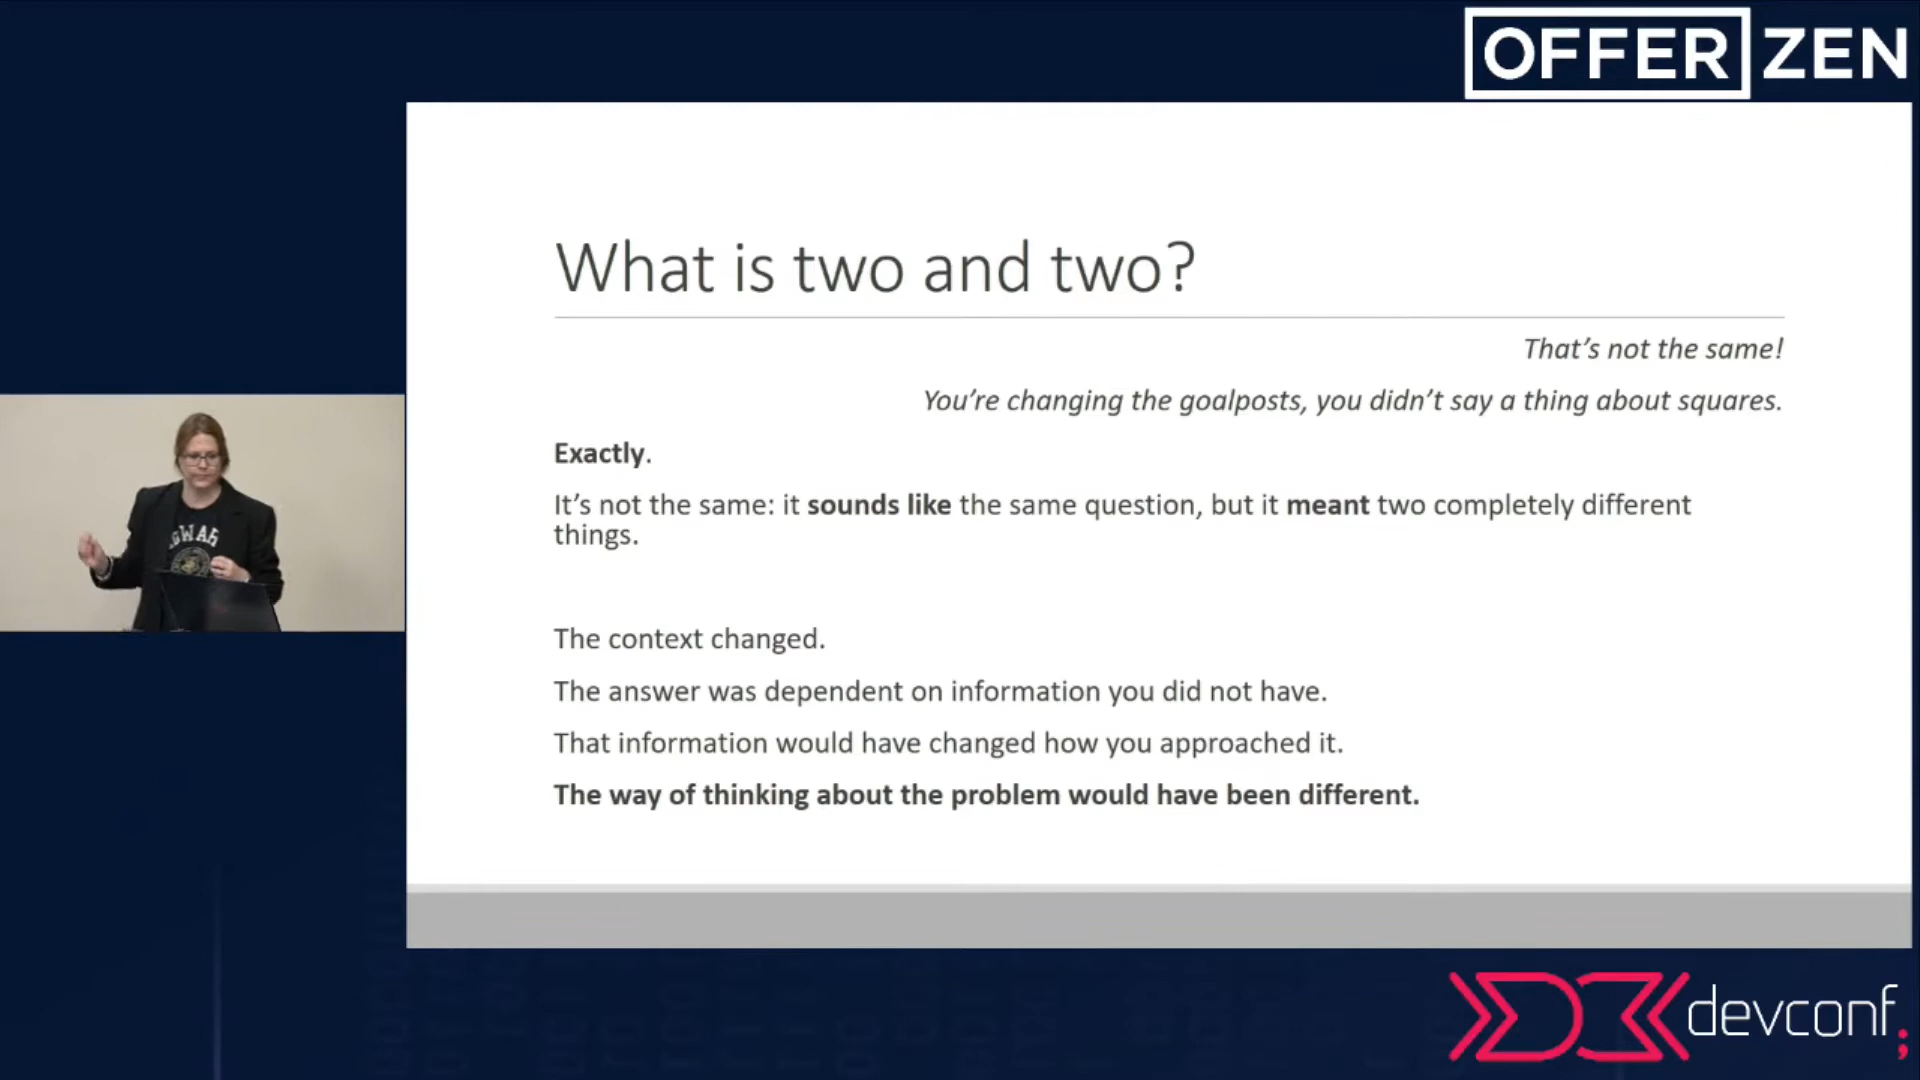 OFFER ZEN
What is two and two?
That's not the same!
You're changing the goalposts, you didn't say a thing about squares.
Exactly.
It's not the same: it sounds like the same question, but it meant two completely different
things.
The context changed.
The answer was dependent on information you did not have.
That information would have changed how you approached it.
The way of thinking about the problem would have been different.
devconf;